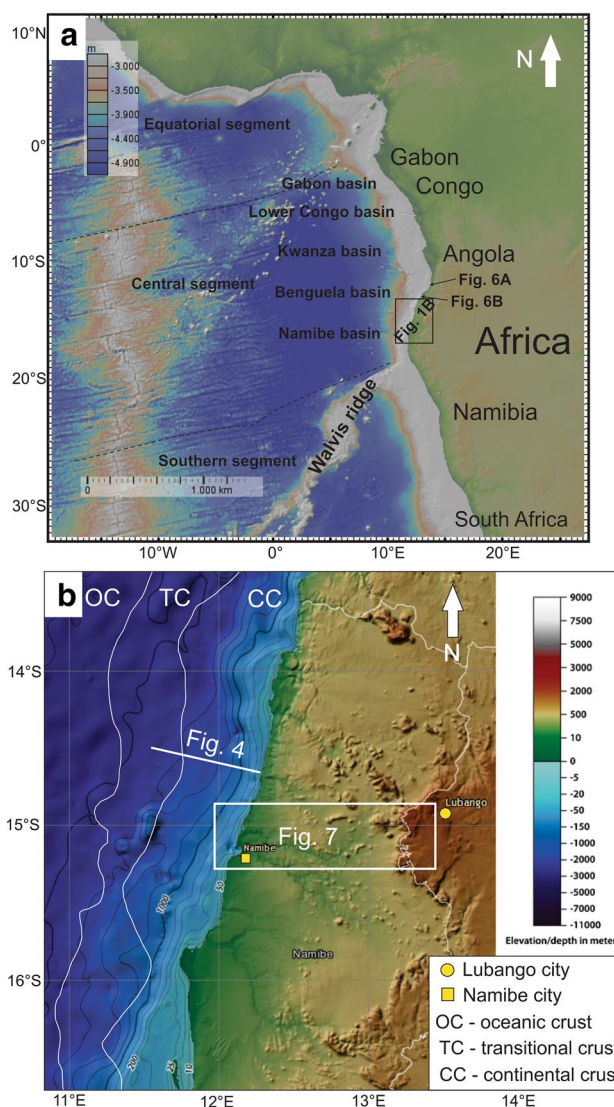 a
10°N
0°
10°S
20°S
30°S
m
-3.000
-3.500
-3.900
-4.400
-4.900
N
Equatorial segment
Gabon basin
Lower Congo basin
Kwanza basin
Central segment
Benguela basin
Namibe basin
Southern segment
Walvis ridge
0
1.000 km
Gabon
Congo
Angola
Fig. 6A
Fig. 6B
Fig. 1B
Africa
Namibia
South Africa
10°W
0°
10°E
20°E
b
OC
TC
CC
N
14°S
15°S
16°S
Fig. 4
Fig. 7
Lubango
Namibe
Namibe
1000
50
200
25
10
11°E
12°E
13°E
14°E
9000
7500
5000
3000
2000
500
10
0
-5
-20
-50
-150
-750
-2000
-3000
-5000
-7000
-11000
Elevation/depth in meter
Lubango city
Namibe city
OC - oceanic crust
TC - transitional crust
CC - continental crus